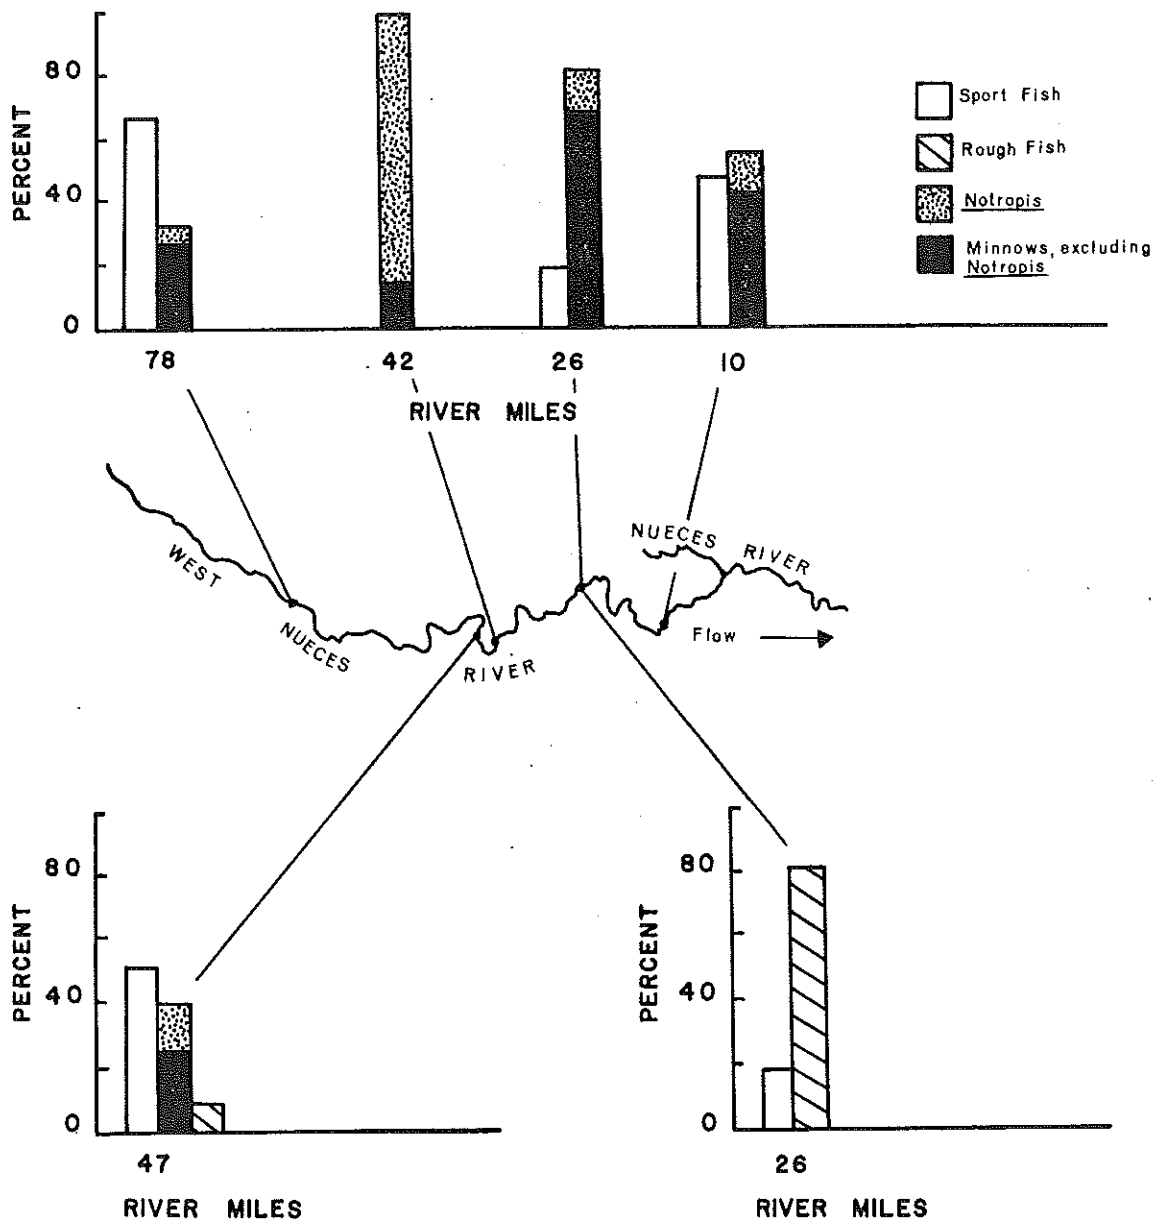 PERCENT
80
40
0
Sport Fish
Rough Fish
Notropis
Minnows, excluding
Notropis
78
42
26
10
RIVER MILES
WEST
NUECES
RIVER
NUECES
RIVER
Flow
PERCENT
80
40
0
47
RIVER MILES
PERCENT
80
40
0
26
RIVER MILES